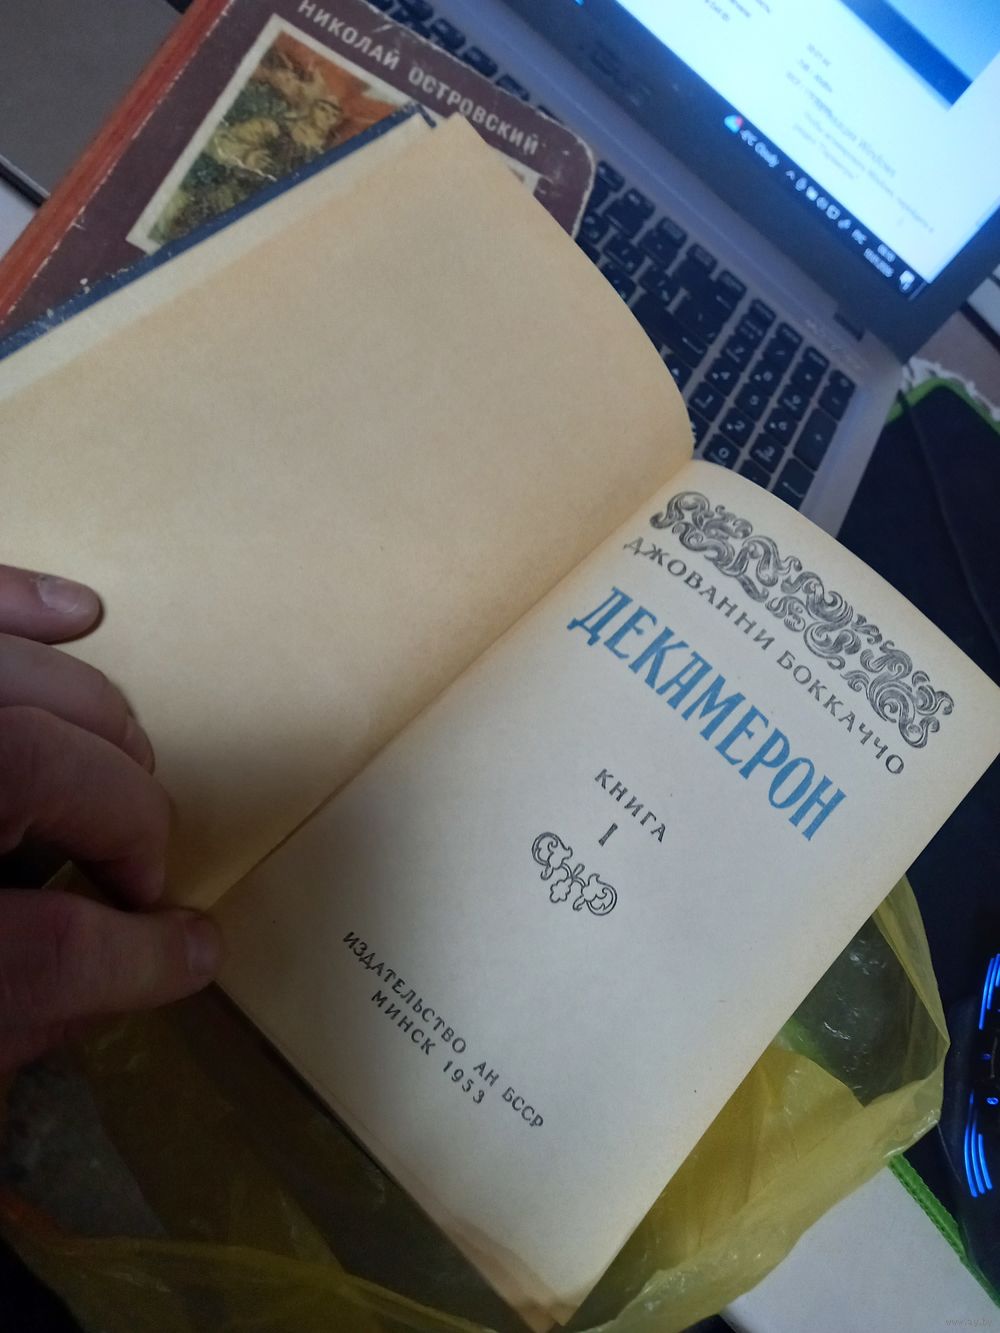 НИКОЛАЙ ОСТРОВСКИЙ
ДЖОВАННИ БОККАЧЧО
ДЕКАМЕРОН
КНИГА
I
ИЗДАТЕЛЬСТВО АН БССР
МИНСК 1953